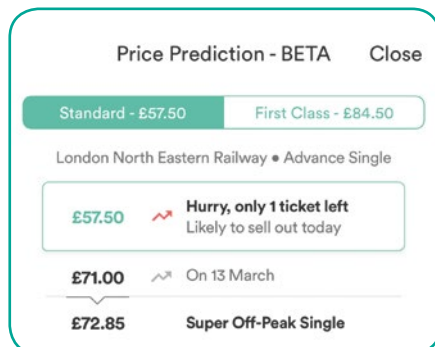 Price Prediction - BETA Close
Standard - £57.50 First Class - £84.50
London North Eastern Railway • Advance Single
£57.50 Hurry, only 1 ticket left
Likely to sell out today
£71.00 On 13 March
£72.85 Super Off-Peak Single